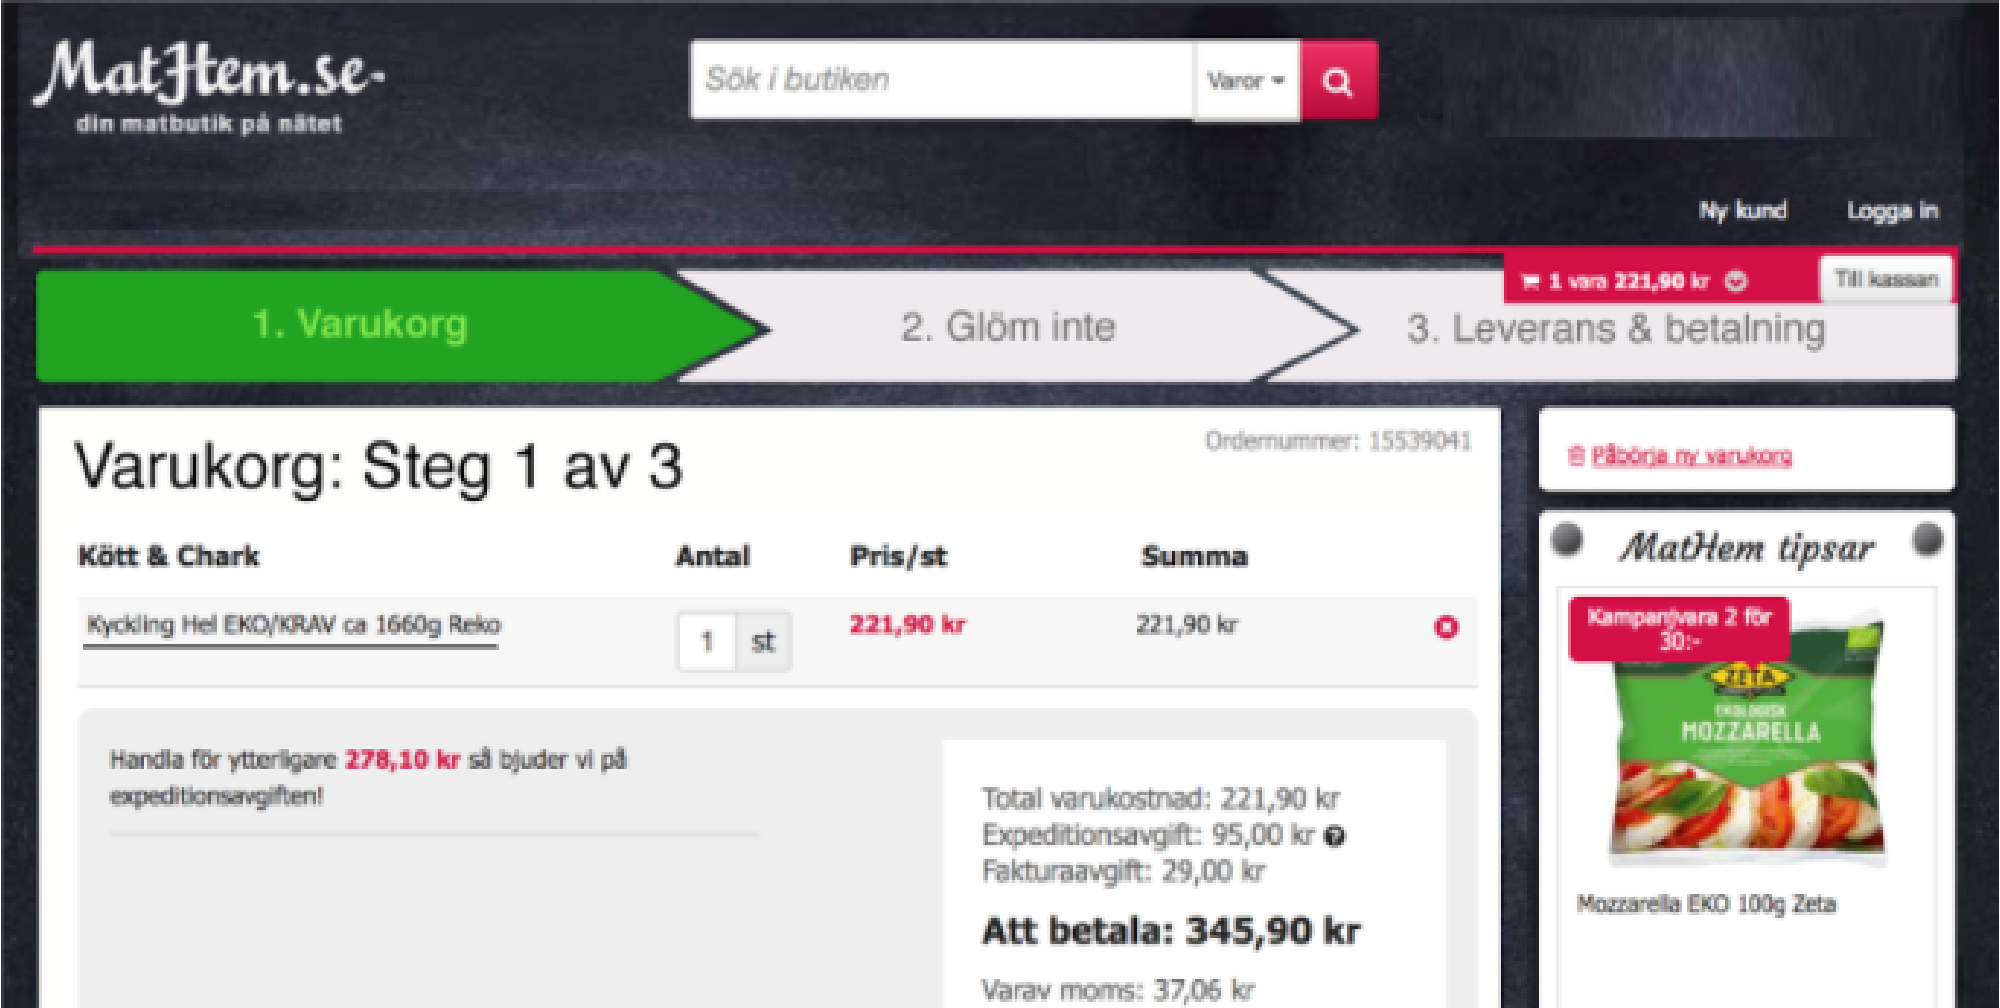 MatHem.se
din matbutik på nätet
Sök i butiken
Varor
Ny kund
Logga in
1 vara 221,90 kr
Till kassan
1. Varukorg
2. Glöm inte
3. Leverans & betalning
Varukorg: Steg 1 av 3
Ordernummer: 15539041
Påbörja ny varukorg
Kött & Chark Antal Pris/st Summa
Kyckling Hel EKO/KRAV ca 1660g Reko 1 st 221,90 kr 221,90 kr
Handla för ytterligare 278,10 kr så bjuder vi på
expeditionsavgiften!
Total varukostnad: 221,90 kr
Expeditionsavgift: 95,00 kr
Fakturaavgift: 29,00 kr
Att betala: 345,90 kr
Varav moms: 37,06 kr
MatHem tipsar
Kampanjvara 2 för
30:-
ZETA
EKOLOGISK
MOZZARELLA
Mozzarella EKO 100g Zeta